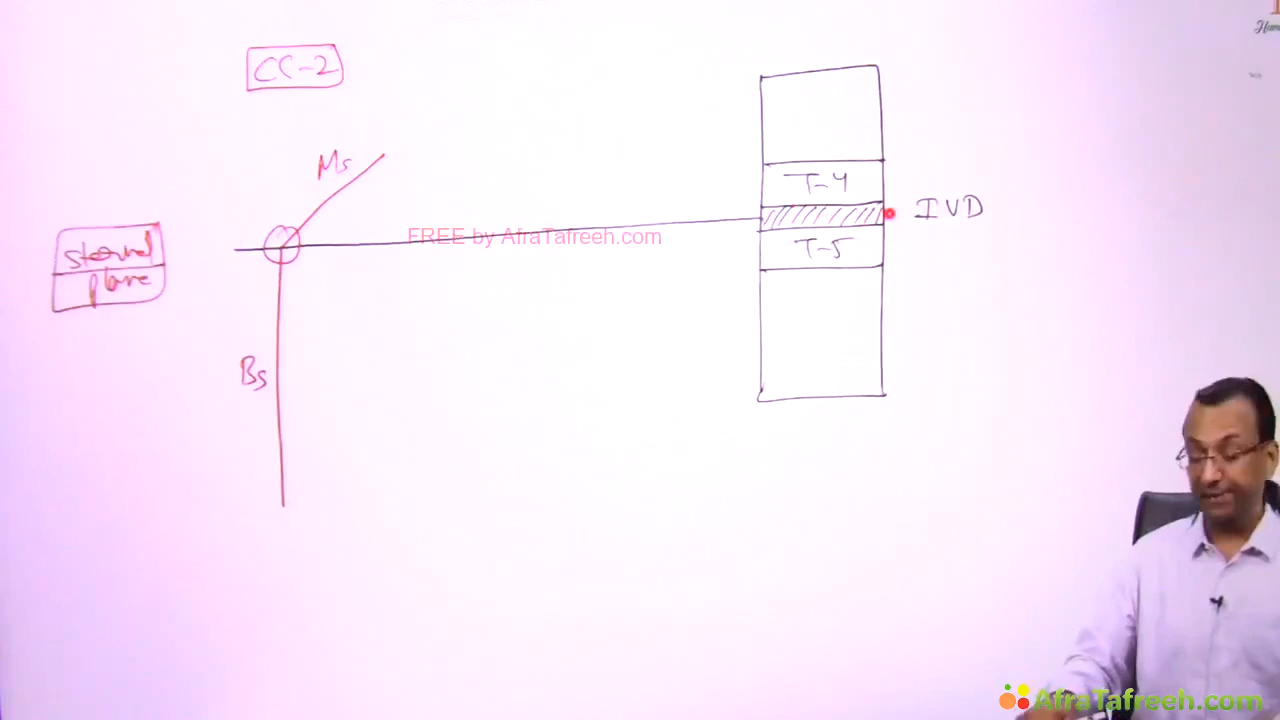 CC-2
Ms
T-4
IVD
FREE by AfraTafreeh.com
sternal
plane
T-5
Bs
AfraTafreeh.com